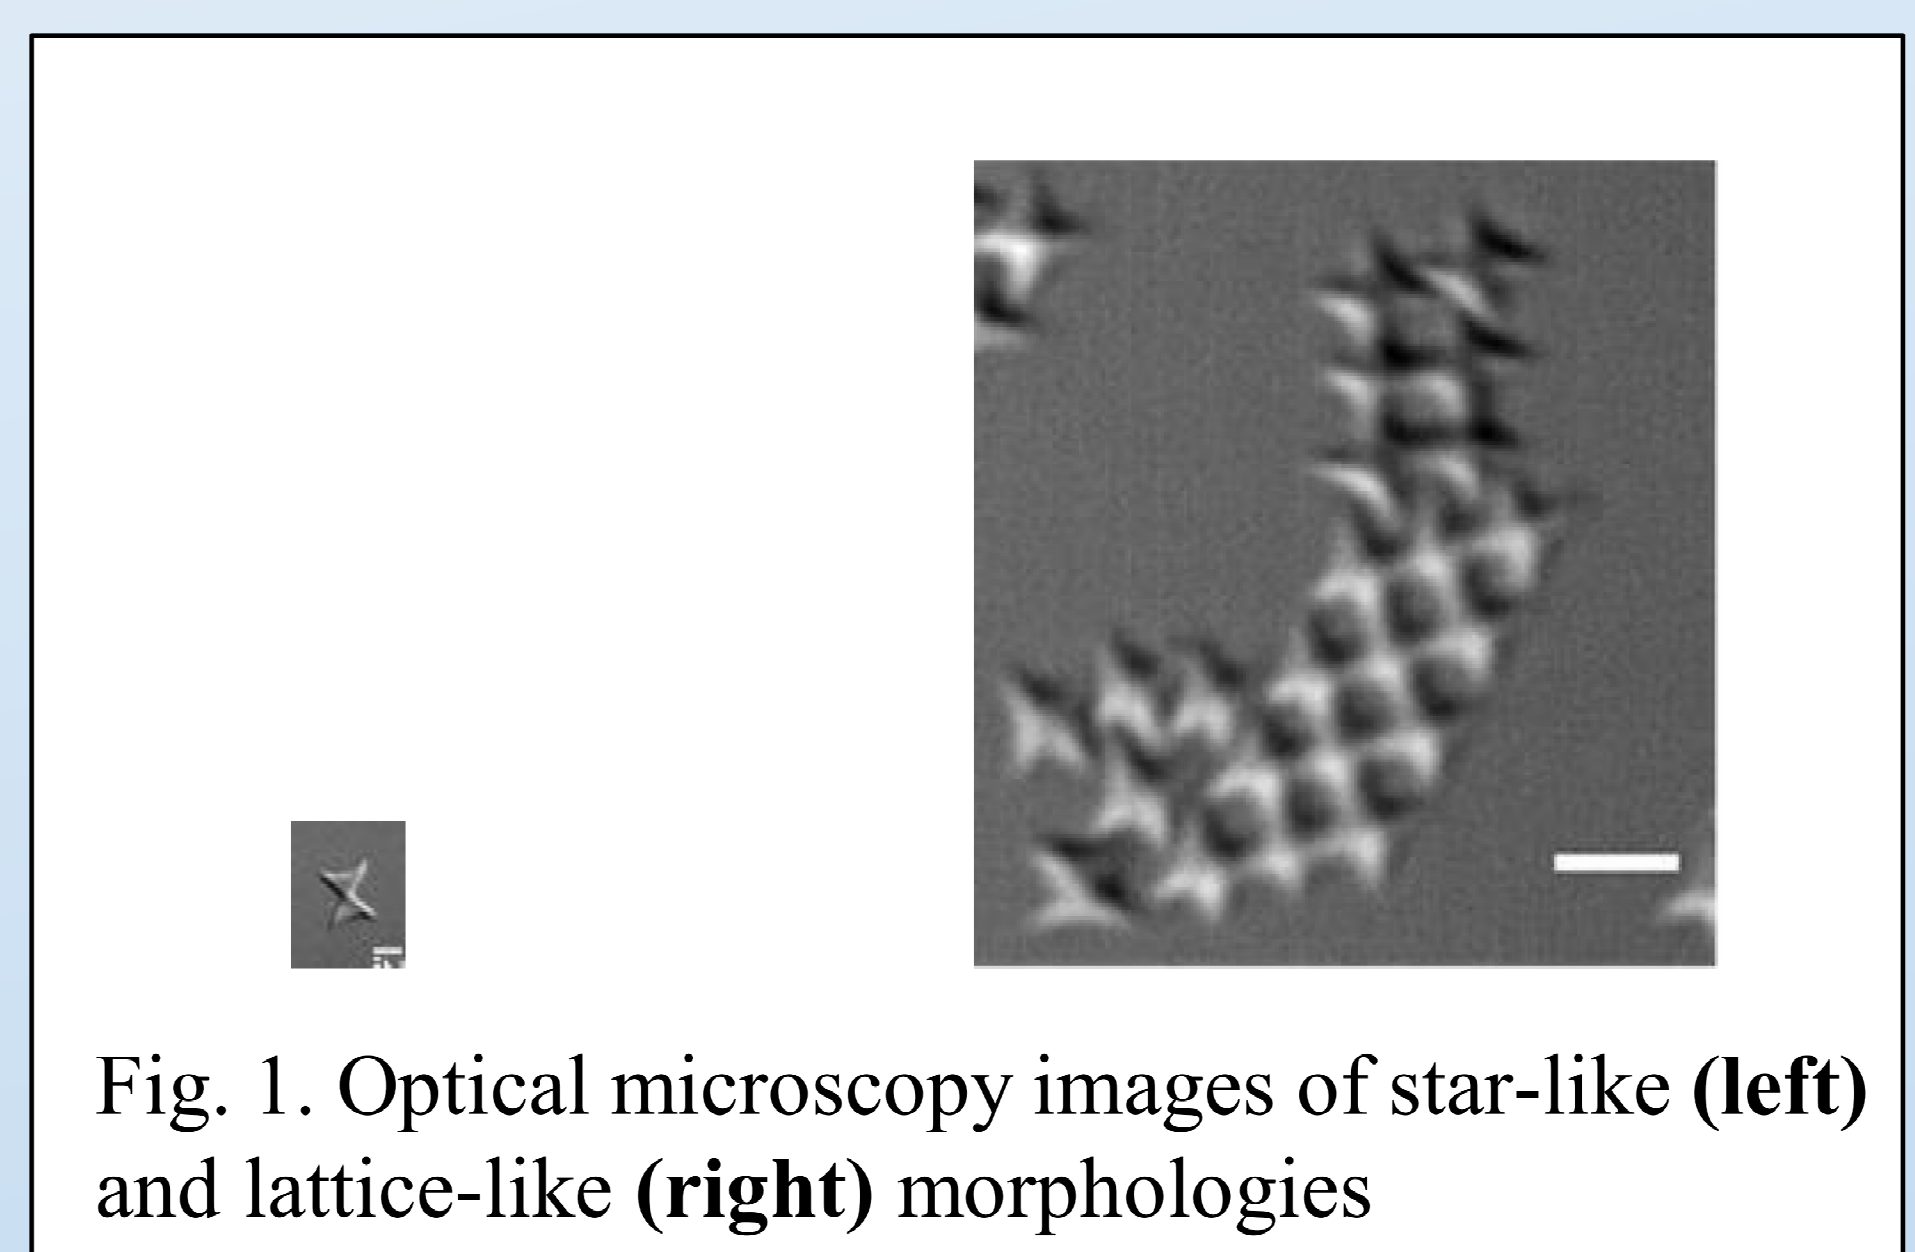 Fig. 1. Optical microscopy images of star-like (left)
and lattice-like (right) morphologies